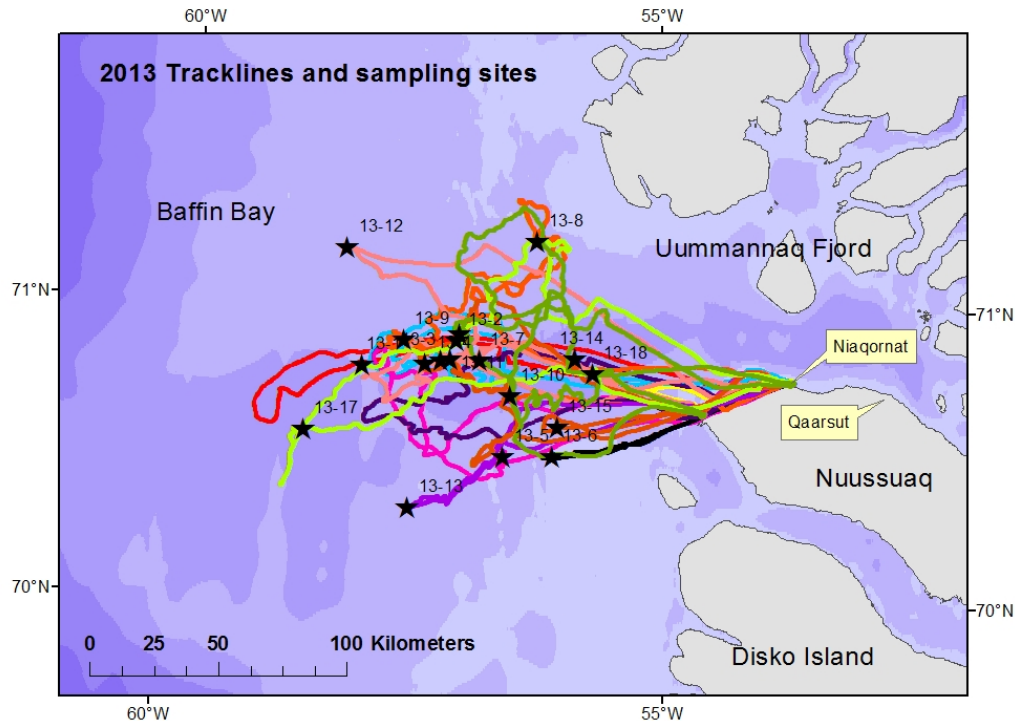 60°W
55°W
2013 Tracklines and sampling sites
Baffin Bay
13-12
13-8
Uummannaq Fjord
71°N
71°N
13-9
13-2
13-7
13-14
13-18
Niaqornat
13-10
13-17
13-15
Qaarsut
13-5
13-6
Nuussuaq
13-13
70°N
70°N
0 25 50 100 Kilometers
Disko Island
60°W
55°W